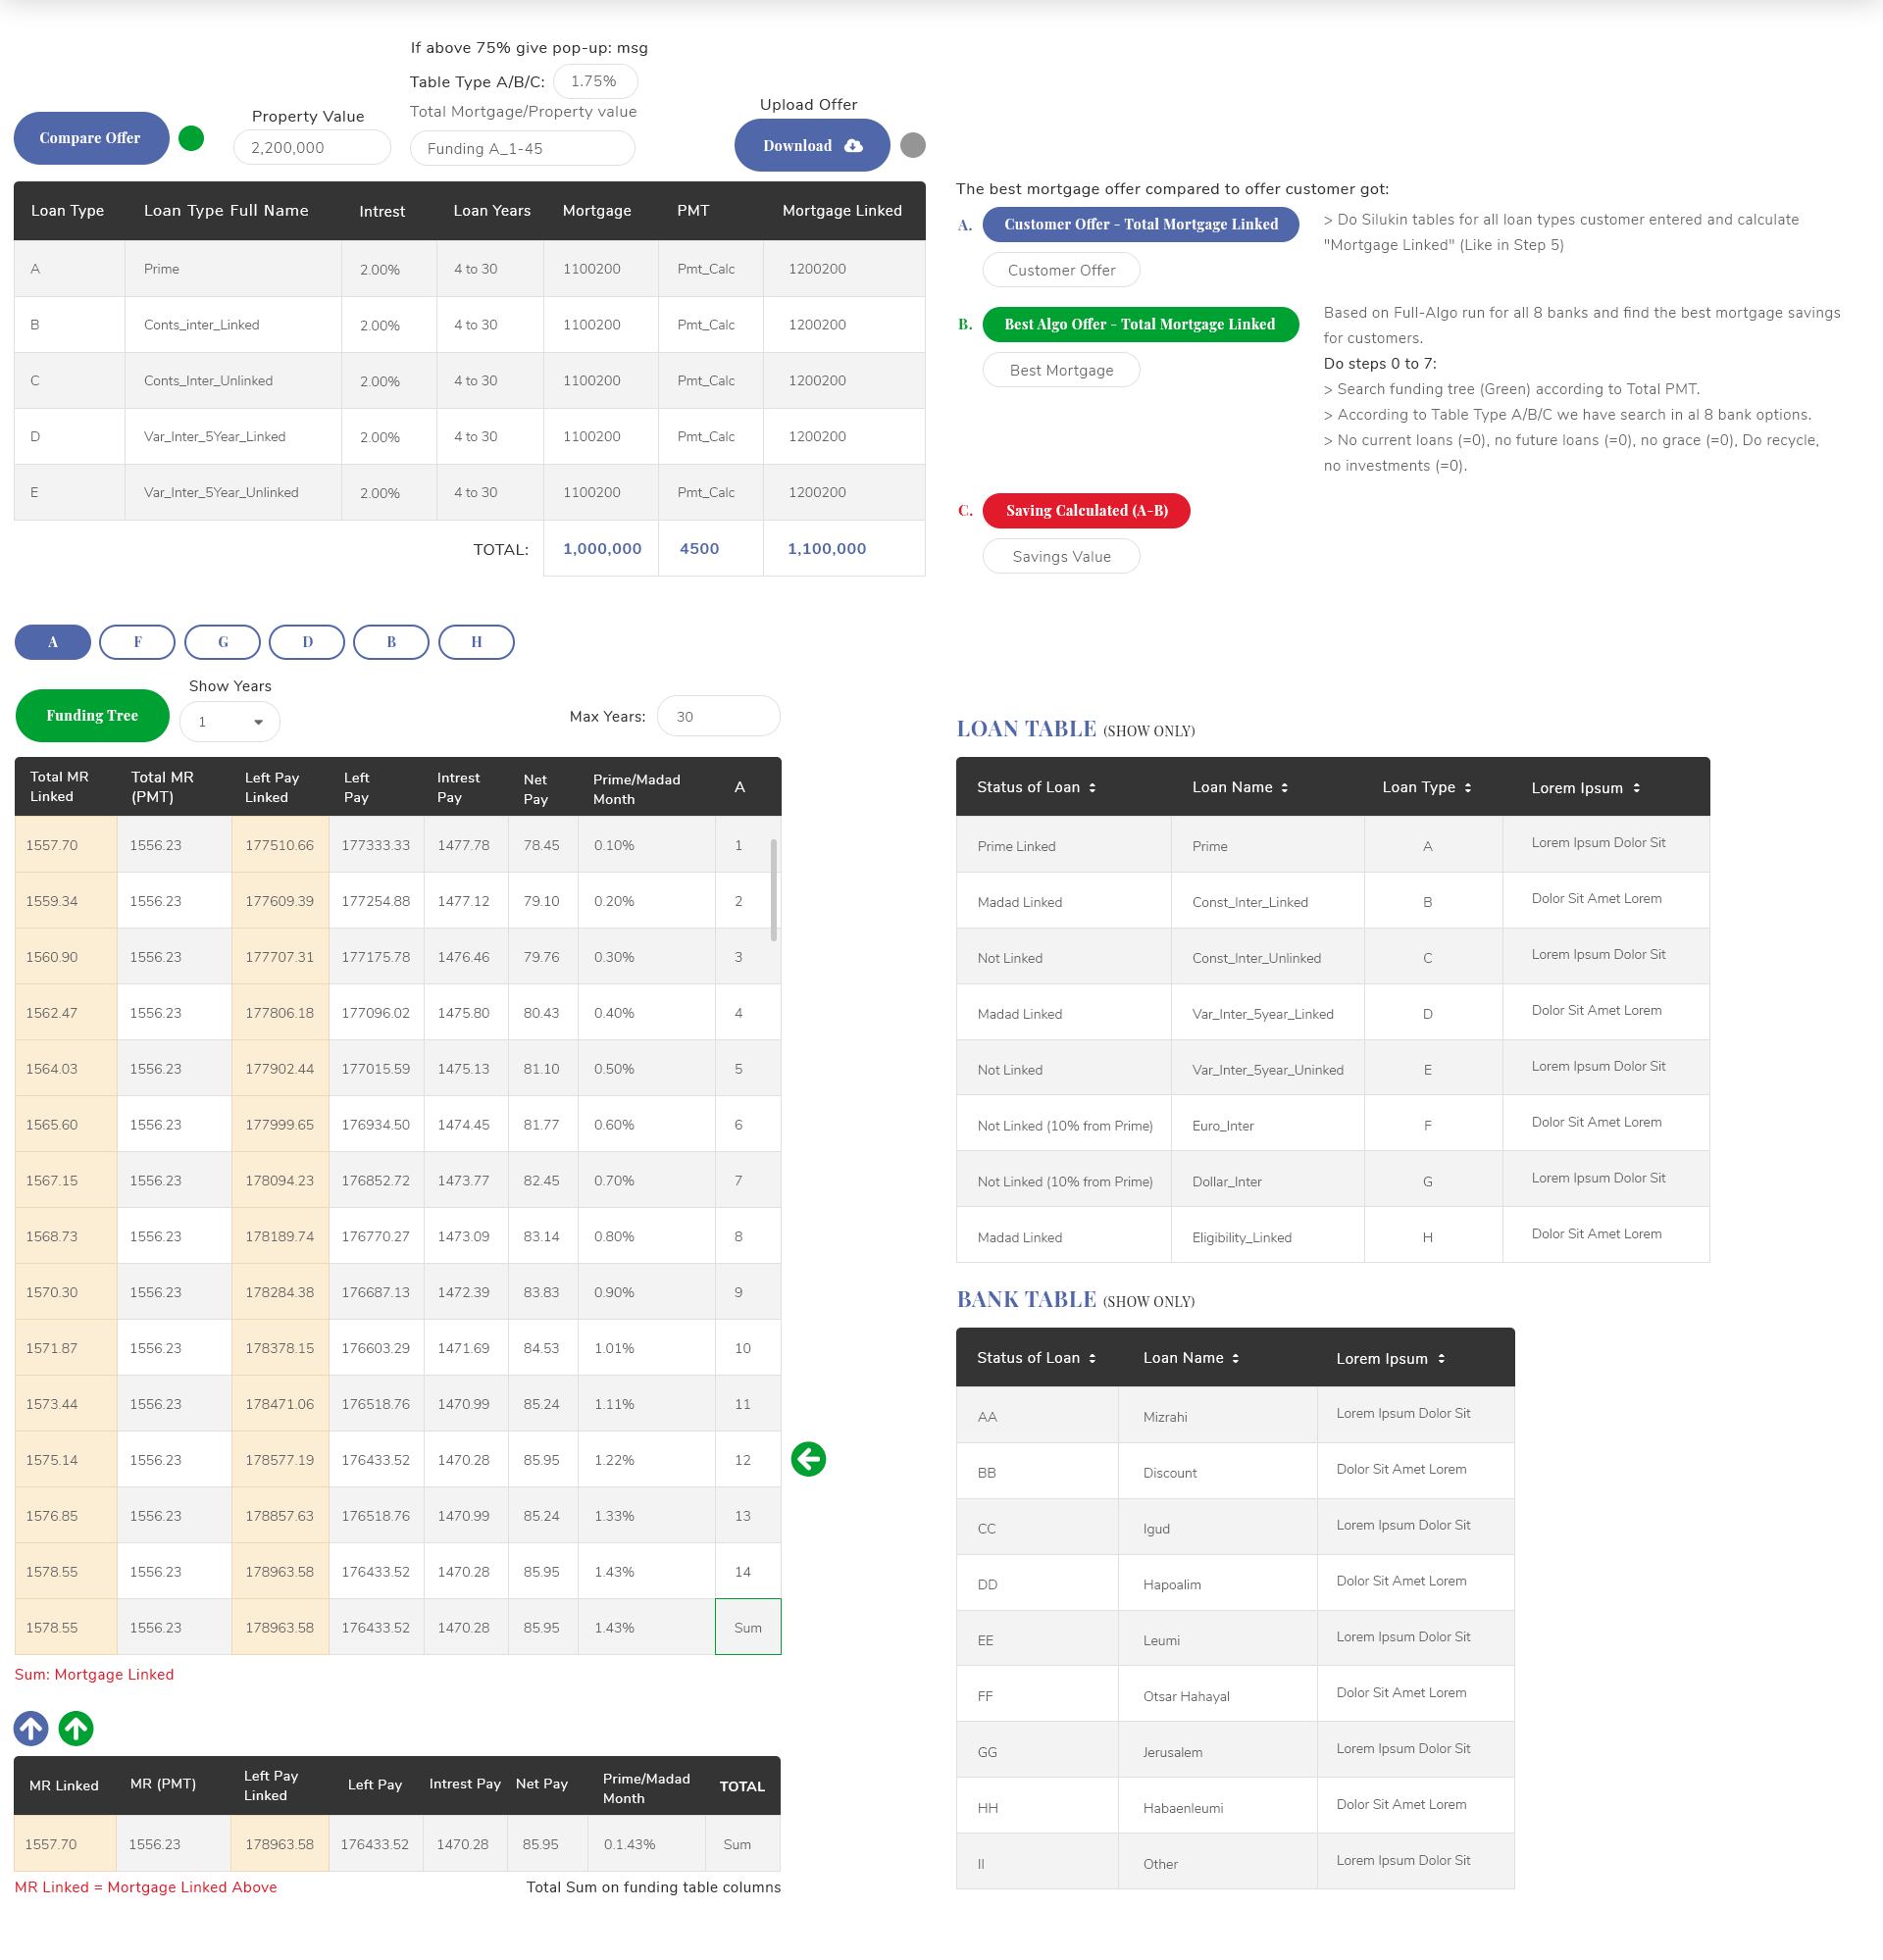 If above 75% give pop-up: msg
Table Type A/B/C: 1.75%
Total Mortgage/Property value
Compare Offer
Property Value
2,200,000
Funding A_1-45
Upload Offer
Download
Loan Type Loan Type Full Name Intrest Loan Years Mortgage PMT Mortgage Linked
A Prime 2.00% 4 to 30 1100200 Pmt_Calc 1200200
B Conts_inter_Linked 2.00% 4 to 30 1100200 Pmt_Calc 1200200
C Conts_Inter_Unlinked 2.00% 4 to 30 1100200 Pmt_Calc 1200200
D Var_Inter_5Year_Linked 2.00% 4 to 30 1100200 Pmt_Calc 1200200
E Var_Inter_5Year_Unlinked 2.00% 4 to 30 1100200 Pmt_Calc 1200200
TOTAL: 1,000,000 4500 1,100,000
The best mortgage offer compared to offer customer got:
A. Customer Offer - Total Mortgage Linked
Customer Offer
> Do Silukin tables for all loan types customer entered and calculate
"Mortgage Linked" (Like in Step 5)
B. Best Algo Offer - Total Mortgage Linked
Best Mortgage
Based on Full-Algo run for all 8 banks and find the best mortgage savings
for customers.
Do steps 0 to 7:
> Search funding tree (Green) according to Total PMT.
> According to Table Type A/B/C we have search in al 8 bank options.
> No current loans (=0), no future loans (=0), no grace (=0), Do recycle,
no investments (=0).
C. Saving Calculated (A-B)
Savings Value
A F G D B H
Funding Tree
Show Years
1
Max Years: 30
Total MR Linked Total MR (PMT) Left Pay Linked Left Pay Intrest Pay Net Pay Prime/Madad Month A
1557.70 1556.23 177510.66 177333.33 1477.78 78.45 0.10% 1
1559.34 1556.23 177609.39 177254.88 1477.12 79.10 0.20% 2
1560.90 1556.23 177707.31 177175.78 1476.46 79.76 0.30% 3
1562.47 1556.23 177806.18 177096.02 1475.80 80.43 0.40% 4
1564.03 1556.23 177902.44 177015.59 1475.13 81.10 0.50% 5
1565.60 1556.23 177999.65 176934.50 1474.45 81.77 0.60% 6
1567.15 1556.23 178094.23 176852.72 1473.77 82.45 0.70% 7
1568.73 1556.23 178189.74 176770.27 1473.09 83.14 0.80% 8
1570.30 1556.23 178284.38 176687.13 1472.39 83.83 0.90% 9
1571.87 1556.23 178378.15 176603.29 1471.69 84.53 1.01% 10
1573.44 1556.23 178471.06 176518.76 1470.99 85.24 1.11% 11
1575.14 1556.23 178577.19 176433.52 1470.28 85.95 1.22% 12
1576.85 1556.23 178857.63 176518.76 1470.99 85.24 1.33% 13
1578.55 1556.23 178963.58 176433.52 1470.28 85.95 1.43% 14
1578.55 1556.23 178963.58 176433.52 1470.28 85.95 1.43% Sum
Sum: Mortgage Linked
MR Linked MR (PMT) Left Pay Linked Left Pay Intrest Pay Net Pay Prime/Madad Month TOTAL
1557.70 1556.23 178963.58 176433.52 1470.28 85.95 0.1.43% Sum
MR Linked = Mortgage Linked Above
Total Sum on funding table columns
LOAN TABLE (SHOW ONLY)
Status of Loan Loan Name Loan Type Lorem Ipsum
Prime Linked Prime A Lorem Ipsum Dolor Sit
Madad Linked Const_Inter_Linked B Dolor Sit Amet Lorem
Not Linked Const_Inter_Unlinked C Lorem Ipsum Dolor Sit
Madad Linked Var_Inter_5year_Linked D Dolor Sit Amet Lorem
Not Linked Var_Inter_5year_Uninked E Lorem Ipsum Dolor Sit
Not Linked (10% from Prime) Euro_Inter F Dolor Sit Amet Lorem
Not Linked (10% from Prime) Dollar_Inter G Lorem Ipsum Dolor Sit
Madad Linked Eligibility_Linked H Dolor Sit Amet Lorem
BANK TABLE (SHOW ONLY)
Status of Loan Loan Name Lorem Ipsum
AA Mizrahi Lorem Ipsum Dolor Sit
BB Discount Dolor Sit Amet Lorem
CC Igud Lorem Ipsum Dolor Sit
DD Hapoalim Dolor Sit Amet Lorem
EE Leumi Lorem Ipsum Dolor Sit
FF Otsar Hahayal Dolor Sit Amet Lorem
GG Jerusalem Lorem Ipsum Dolor Sit
HH Habaenleumi Dolor Sit Amet Lorem
II Other Lorem Ipsum Dolor Sit